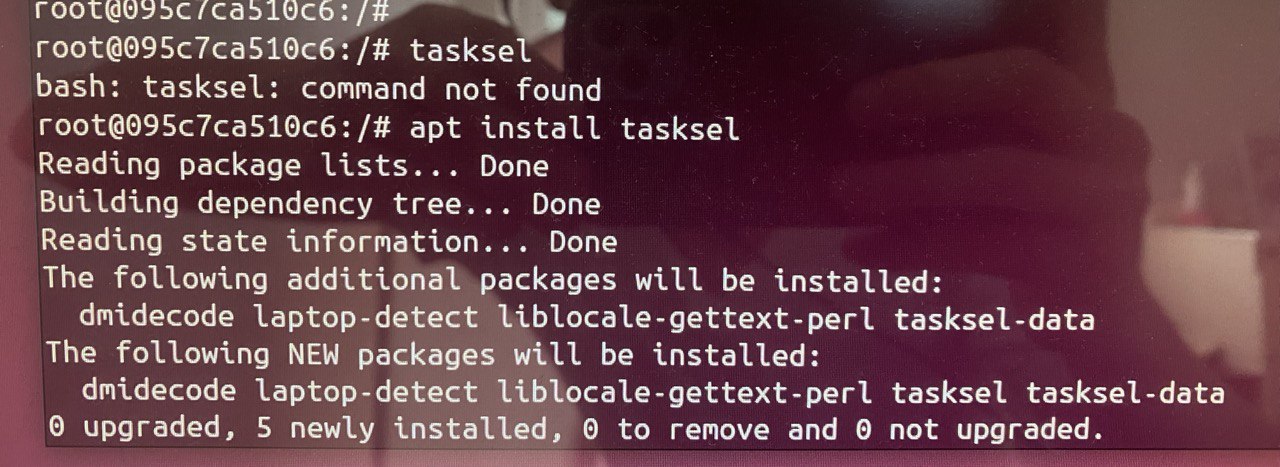 root@095c7ca510c6:/#
root@095c7ca510c6:/# tasksel
bash: tasksel: command not found
root@095c7ca510c6:/# apt install tasksel
Reading package lists... Done
Building dependency tree... Done
Reading state information... Done
The following additional packages will be installed:
  dmidecode laptop-detect liblocale-gettext-perl tasksel-data
The following NEW packages will be installed:
  dmidecode laptop-detect liblocale-gettext-perl tasksel tasksel-data
0 upgraded, 5 newly installed, 0 to remove and 0 not upgraded.